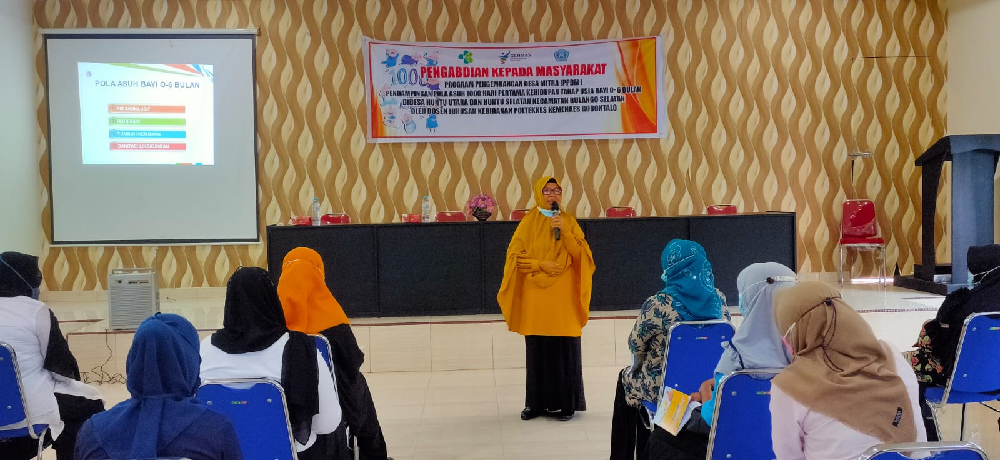 POLA ASUH BAYI O-6 BULAN
ASI EKSKLUSIF
IMUNISASI
TUMBUH KEMBANG
SANITASI LINGKUNGAN
GERMAS
1000
PENGABDIAN KEPADA MASYARAKAT
PROGRAM PENGEMBANGAN DESA MITRA (PPDM )
PENDAMPINGAN POLA ASUH 1000 HARI PERTAMA KEHIDUPAN TAHAP USIA BAYI 0- 6 BULAN
DIDESA HUNTU UTARA DAN HUNTU SELATAN KECAMATAN BULANGO SELATAN
OLEH DOSEN JURUSAN KEBIDANAN POLTEKKES KEMENKES GORONTALO